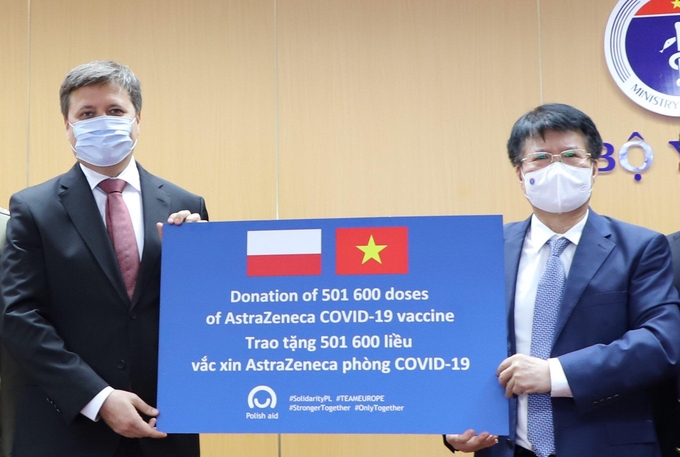 MINISTRY
BỘ
Donation of 501 600 doses
of AstraZeneca COVID-19 vaccine
Trao tặng 501 600 liều
vắc xin AstraZeneca phòng COVID-19
Polish aid
#SolidarityPL #TEAMEUROPE
#StrongerTogether #OnlyTogether